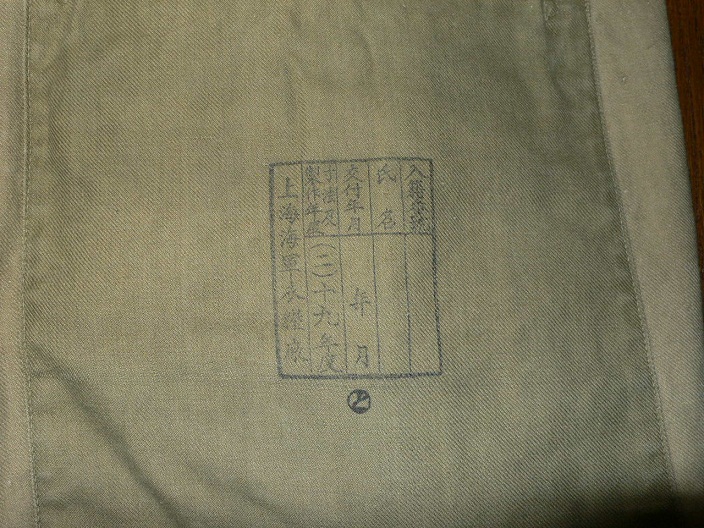 入籍番號
氏名
交付年月 年 月
寸法及
製作年度 (二)十九年度
上海海軍衣糧廠